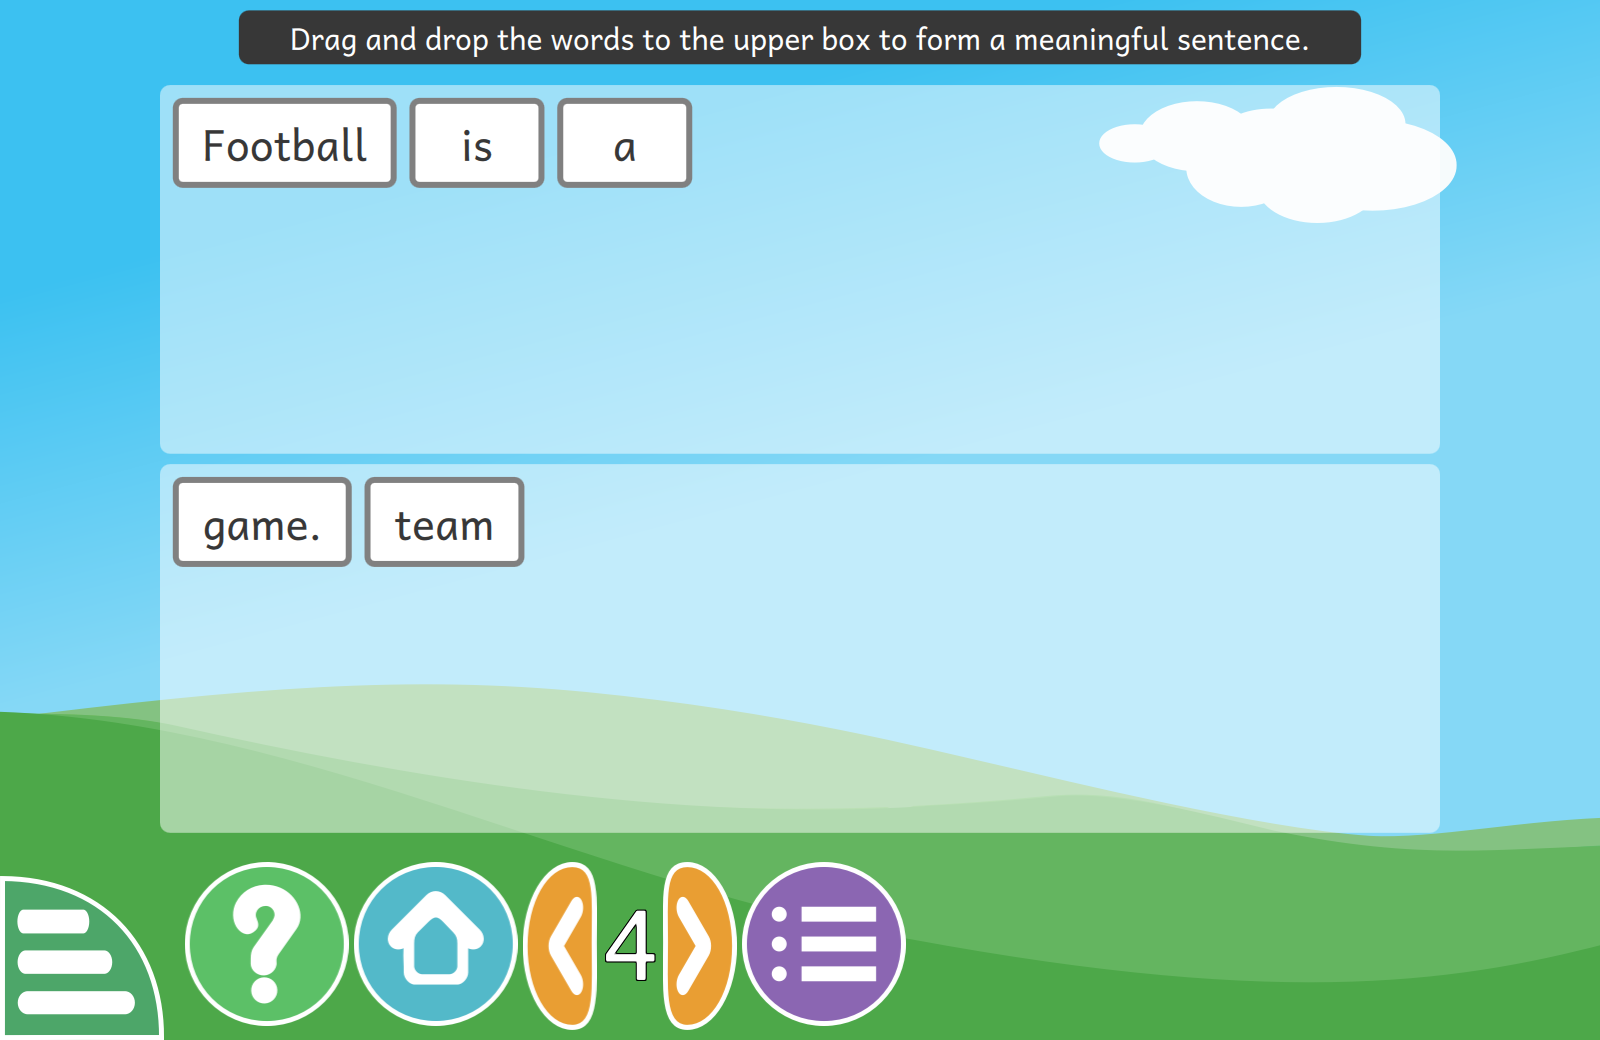 Drag and drop the words to the upper box to form a meaningful sentence.
Football is a
game. team
4